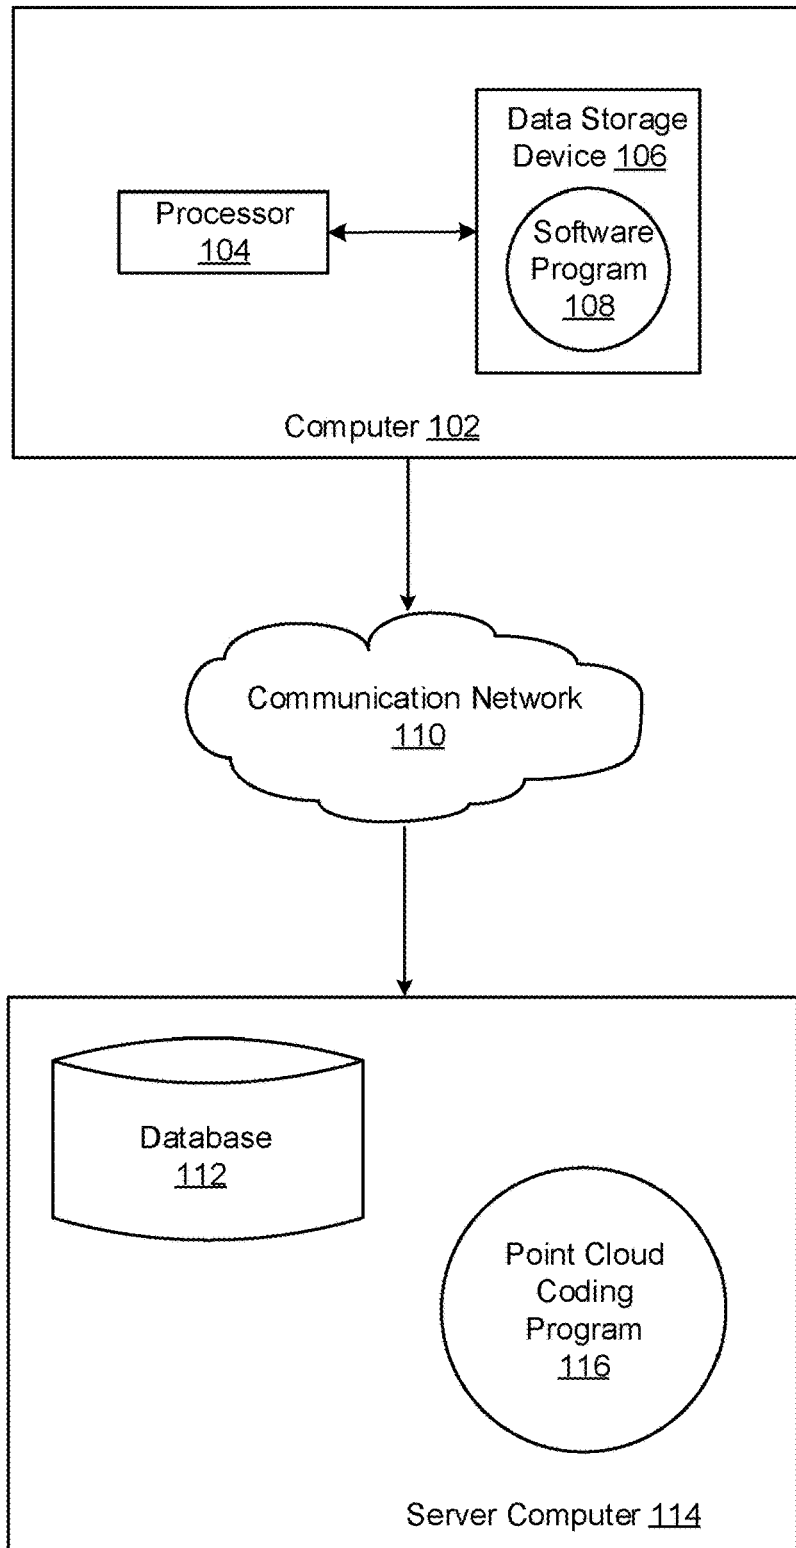 Data Storage
Device 106
Processor
104
Software
Program
108
Computer 102
Communication Network
110
Database
112
Point Cloud
Coding
Program
116
Server Computer 114